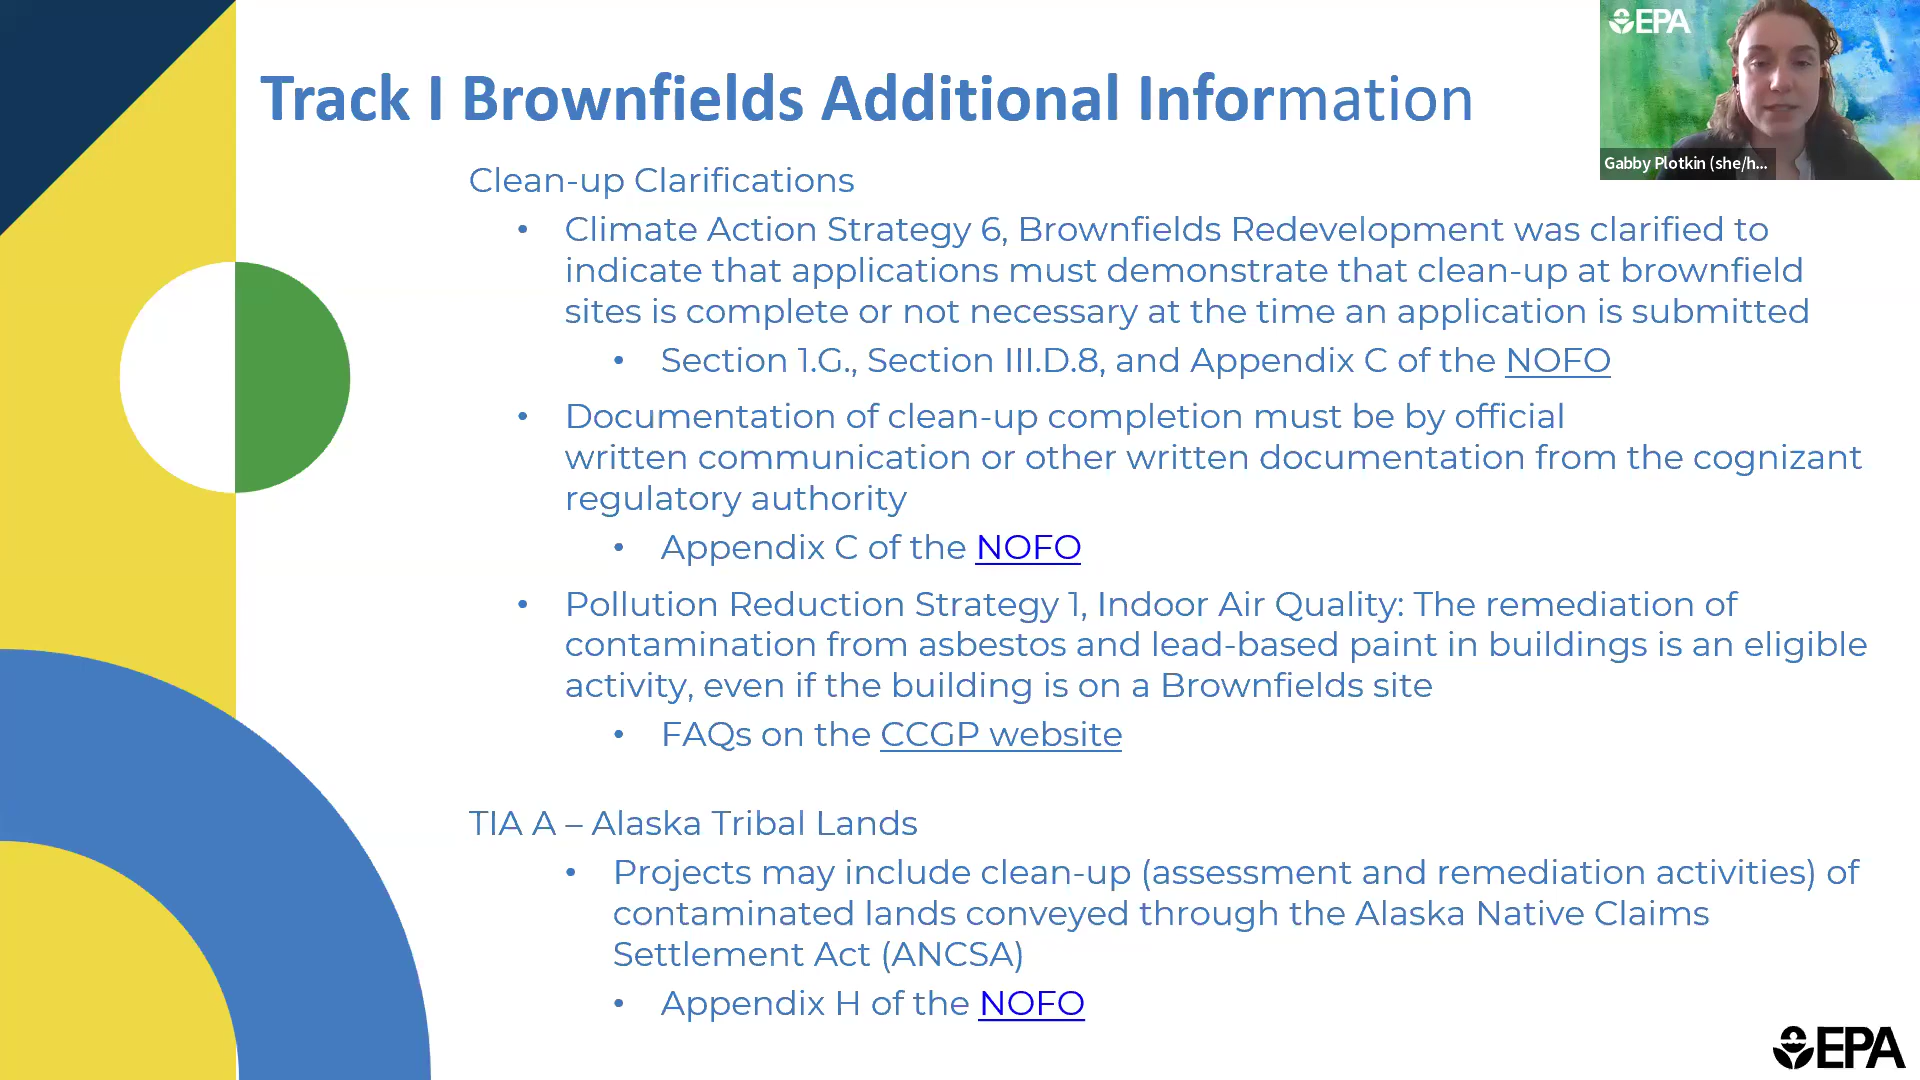 EPA
Track I Brownfields Additional Information
Gabby Plotkin (she/h...
Clean-up Clarifications
• Climate Action Strategy 6, Brownfields Redevelopment was clarified to
indicate that applications must demonstrate that clean-up at brownfield
sites is complete or not necessary at the time an application is submitted
• Section 1.G., Section III.D.8, and Appendix C of the NOFO
• Documentation of clean-up completion must be by official
written communication or other written documentation from the cognizant
regulatory authority
• Appendix C of the NOFO
• Pollution Reduction Strategy 1, Indoor Air Quality: The remediation of
contamination from asbestos and lead-based paint in buildings is an eligible
activity, even if the building is on a Brownfields site
• FAQs on the CCGP website
TIA A – Alaska Tribal Lands
• Projects may include clean-up (assessment and remediation activities) of
contaminated lands conveyed through the Alaska Native Claims
Settlement Act (ANCSA)
• Appendix H of the NOFO
EPA